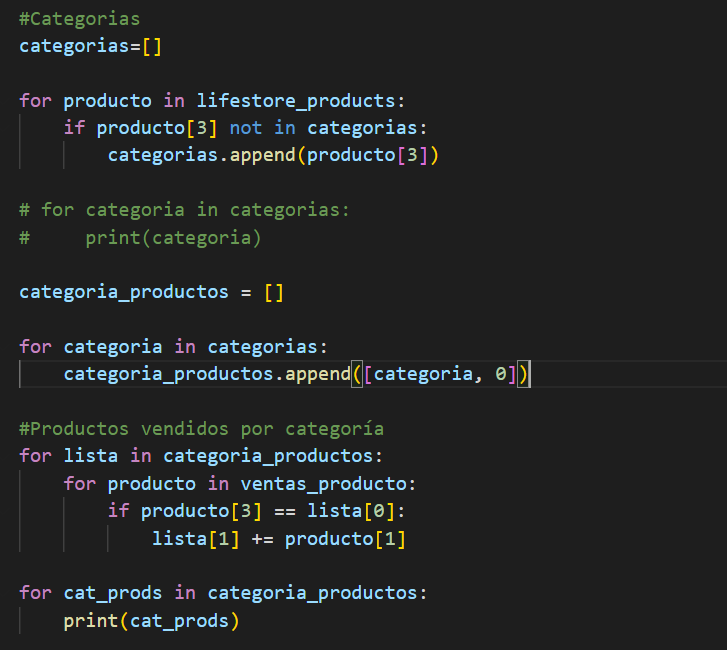 #Categorias
categorias=[]
for producto in lifestore_products:
    if producto[3] not in categorias:
        categorias.append(producto[3])
# for categoria in categorias:
#     print(categoria)
categoria_productos = []
for categoria in categorias:
    categoria_productos.append([categoria, 0])
#Productos vendidos por categoría
for lista in categoria_productos:
    for producto in ventas_producto:
        if producto[3] == lista[0]:
            lista[1] += producto[1]
for cat_prods in categoria_productos:
    print(cat_prods)